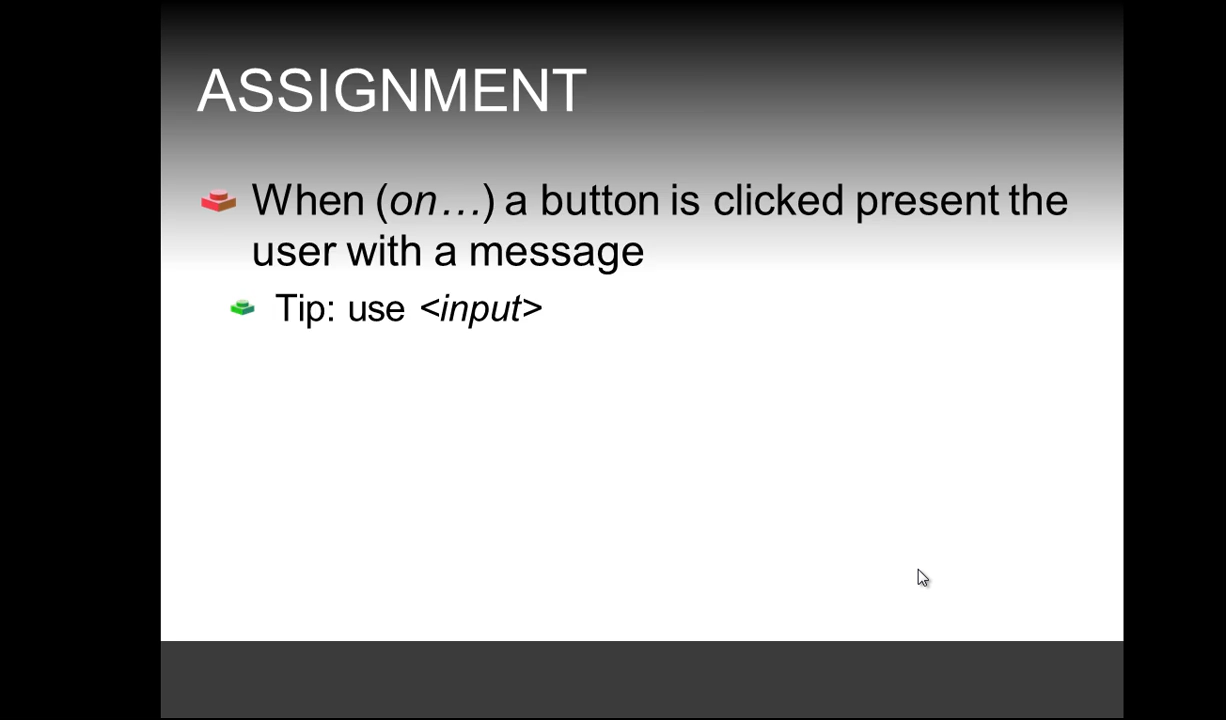 ASSIGNMENT
When (on…) a button is clicked present the
user with a message
Tip: use <input>